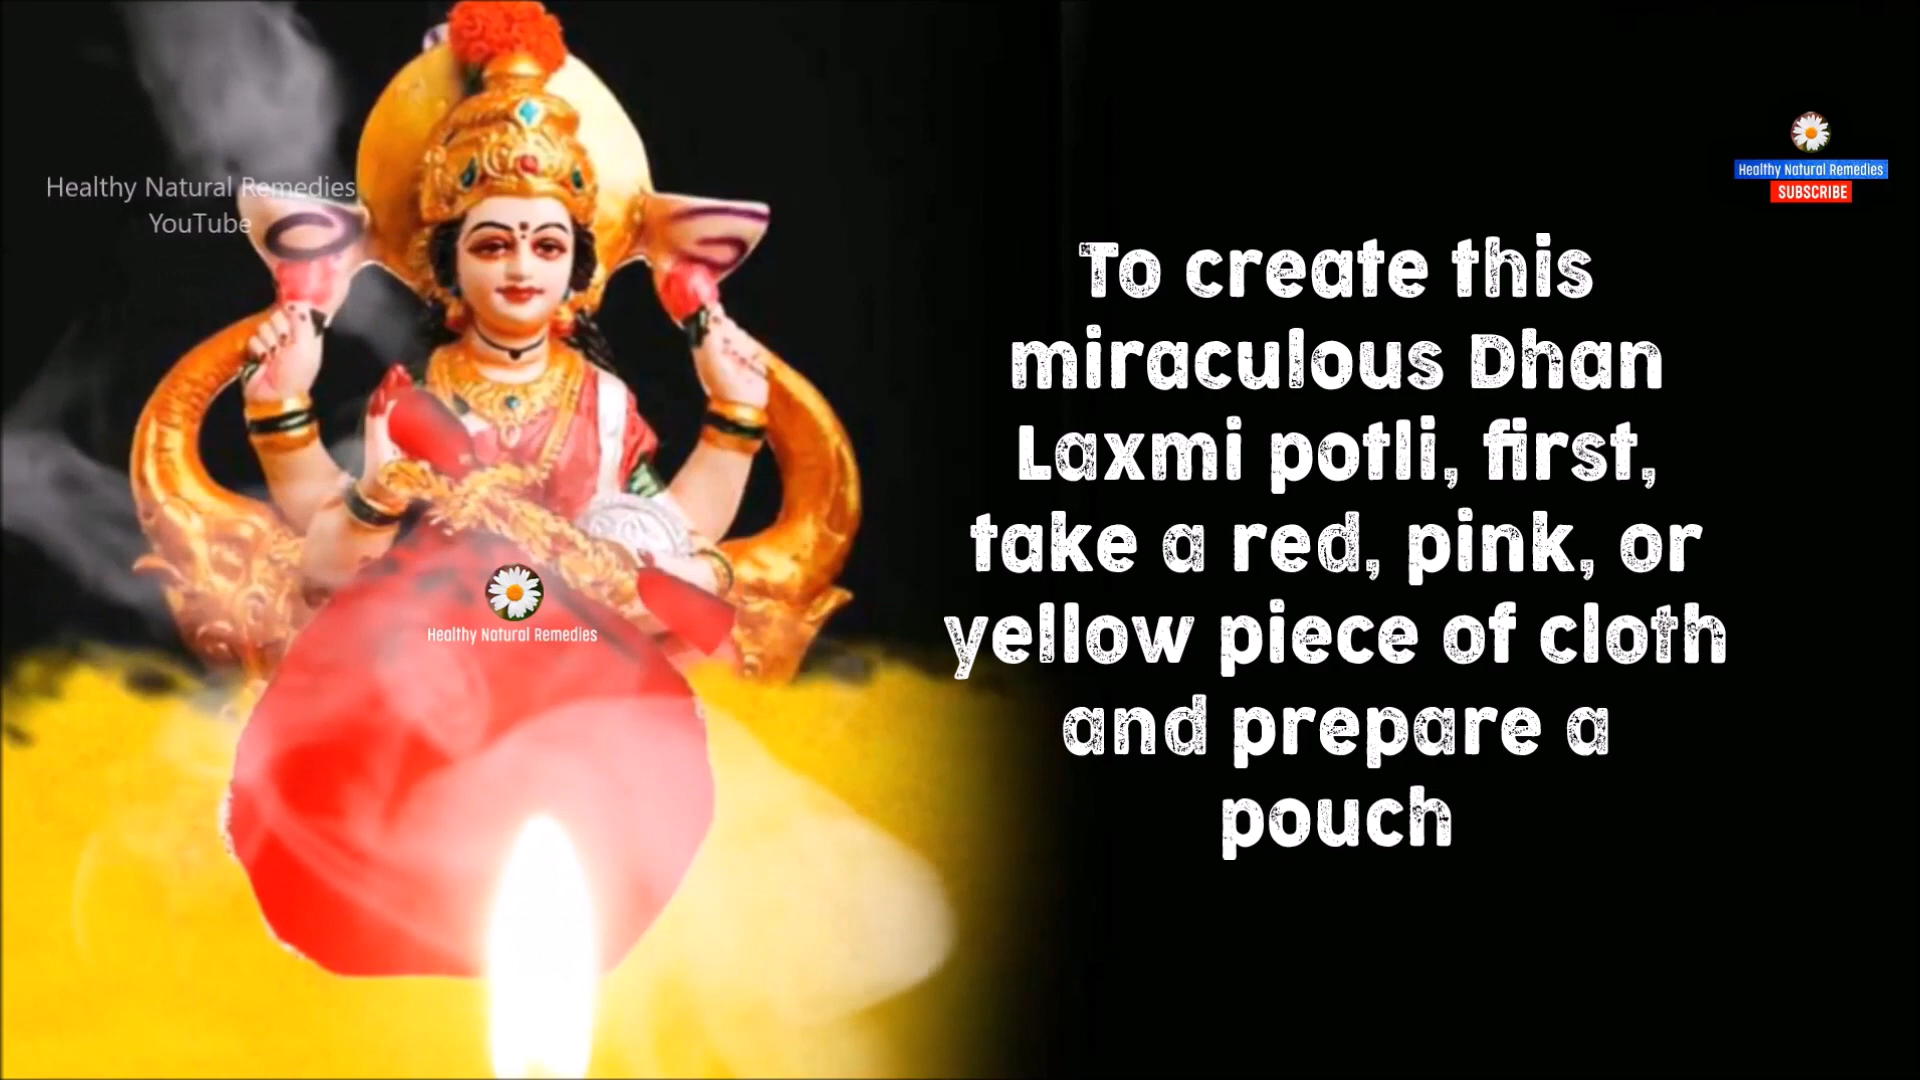 Healthy Natural Remedies
YouTube
Healthy Natural Remedies
SUBSCRIBE
To create this
miraculous Dhan
Laxmi potli, first,
take a red, pink, or
yellow piece of cloth
and prepare a
pouch
Healthy Natural Remedies